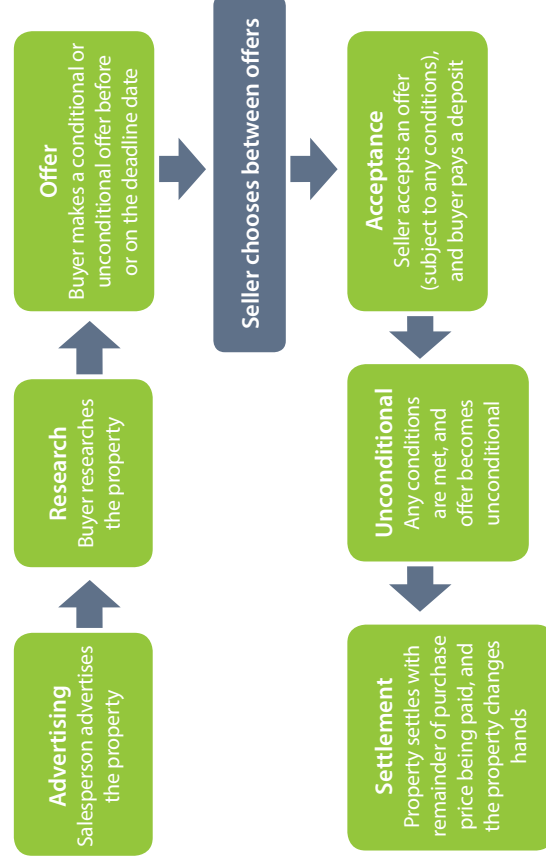 Advertising
Salesperson advertises
the property
Research
Buyer researches
the property
Offer
Buyer makes a conditional or
unconditional offer before
or on the deadline date
Seller chooses between offers
Acceptance
Seller accepts an offer
(subject to any conditions),
and buyer pays a deposit
Unconditional
Any conditions
are met, and
offer becomes
unconditional
Settlement
Property settles with
remainder of purchase
price being paid, and
the property changes
hands